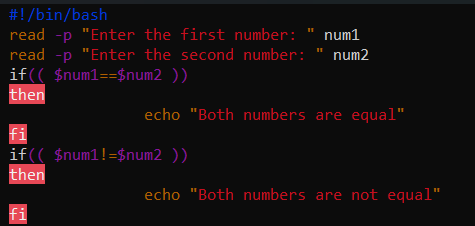 #!/bin/bash
read -p "Enter the first number: " num1
read -p "Enter the second number: " num2
if(( $num1==$num2 ))
then
echo "Both numbers are equal"
fi
if(( $num1!=$num2 ))
then
echo "Both numbers are not equal"
fi